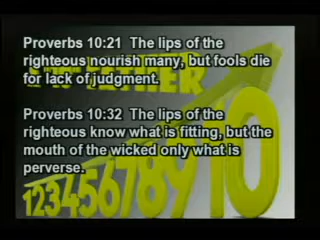 Proverbs 10:21 The lips of the
righteous nourish many, but fools die
for lack of judgment.
Proverbs 10:32 The lips of the
righteous know what is fitting, but the
mouth of the wicked only what is
perverse.
12345678910